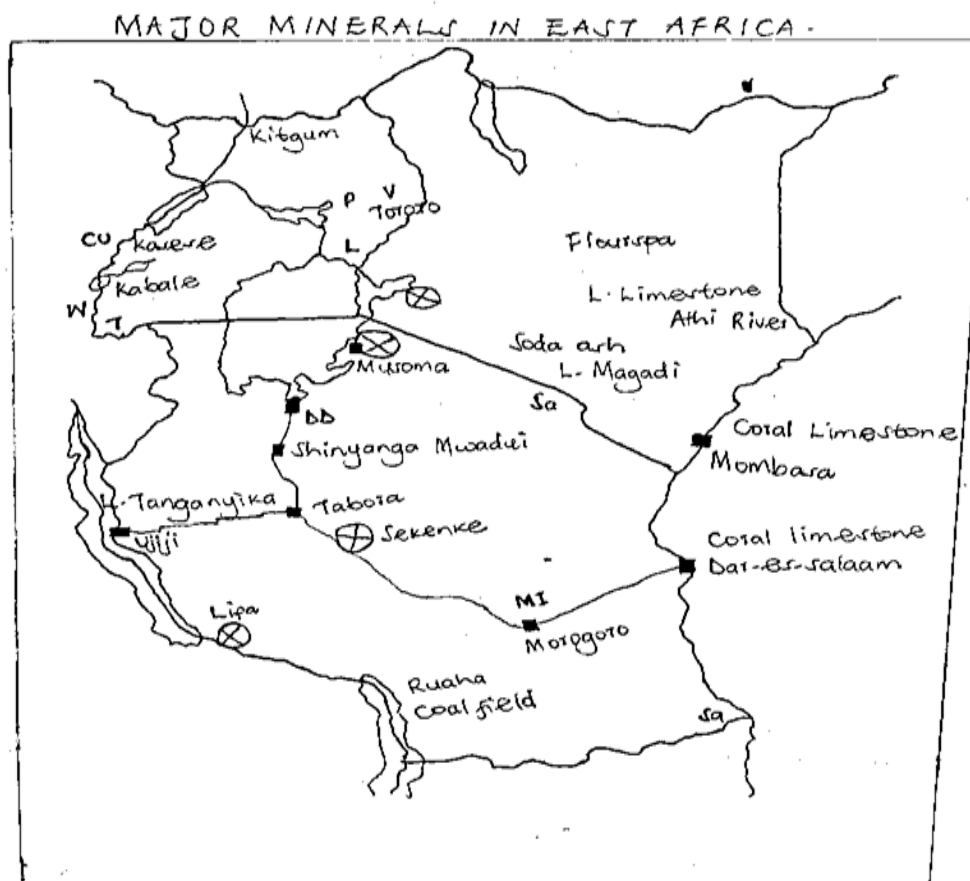 MAJOR MINERALS IN EAST AFRICA.
Kitgum
P
V
Tororo
CU
Kasese
L
Flourspa
Kabale
L. Limestone
W
T
Athi River
Soda ash
Musoma
L. Magadi
Sa
DD
Coral Limestone
Shinyanga Mwadui
Mombasa
L. Tanganyika
Tabora
Ujiji
Sekenke
Coral limestone
Dar-es-salaam
MI
Lipa
Morogoro
Ruaha
Coal field
Sa